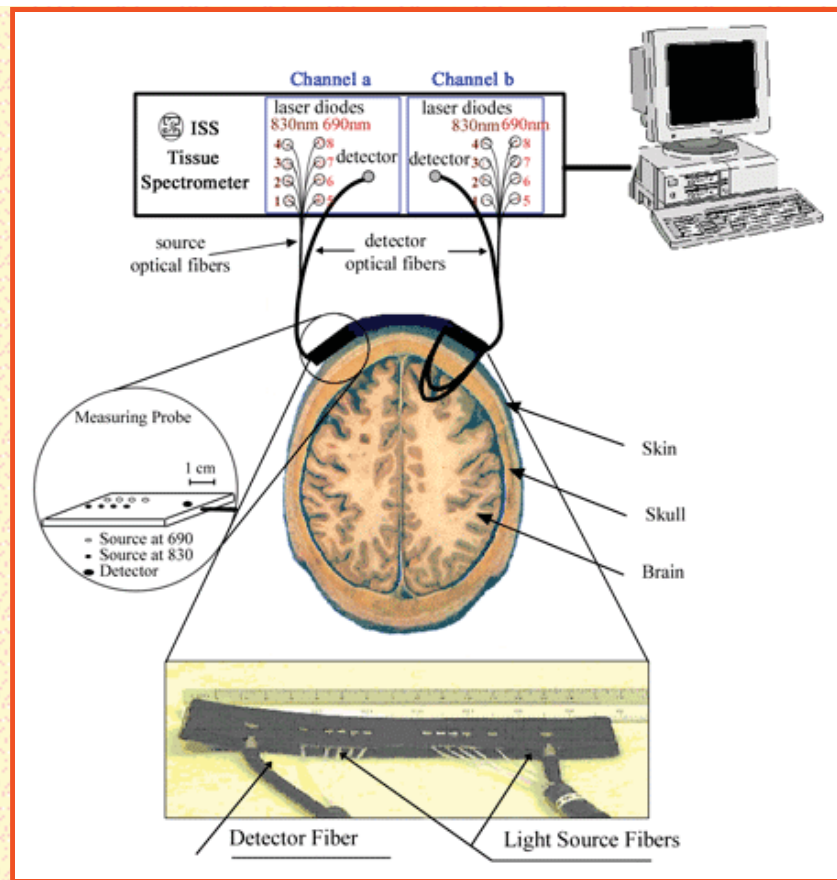 Channel a
Channel b
ISS
Tissue
Spectrometer
laser diodes
830nm 690nm
4 8
3 7
2 6
1 5
detector
laser diodes
830nm 690nm
4 8
3 7
2 6
1 5
detector
source
optical fibers
detector
optical fibers
Measuring Probe
1 cm
Source at 690
Source at 830
Detector
Skin
Skull
Brain
Detector Fiber
Light Source Fibers